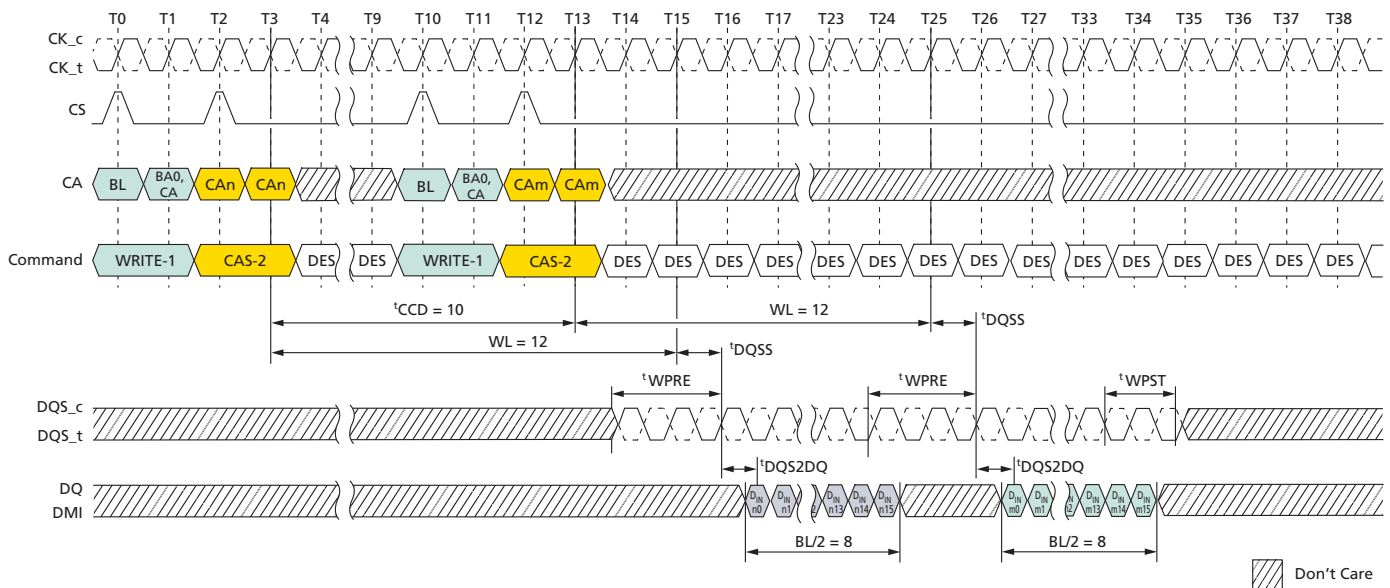 T0 T1 T2 T3 T4 T9 T10 T11 T12 T13 T14 T15 T16 T17 T23 T24 T25 T26 T27 T33 T34 T35 T36 T37 T38
CK_c
CK_t
CS
CA BL BA0, CA CAn CAn BL BA0, CA CAm CAm
Command WRITE-1 CAS-2 DES DES WRITE-1 CAS-2 DES DES DES DES DES DES DES DES DES DES DES DES DES DES DES
tCCD = 10 WL = 12 tDQSS
WL = 12 tDQSS
tWPRE tWPRE tWPST
DQS_c
DQS_t
tDQS2DQ tDQS2DQ
DQ
DMI
DIN n0 DIN n1 DIN n13 DIN n14 DIN n15 DIN m0 DIN m1 DIN m13 DIN m14 DIN m15
BL/2 = 8 BL/2 = 8
Don't Care